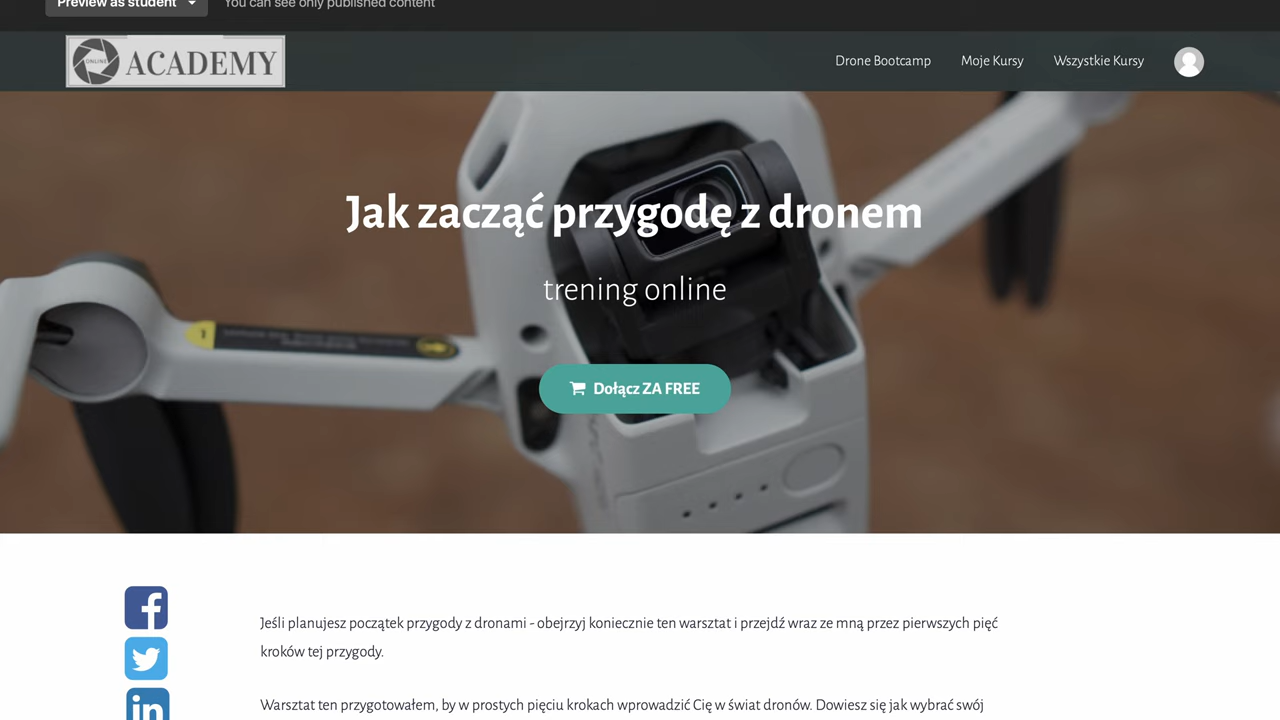 Preview as student
You can see only published content
ONLINE
ACADEMY
Drone Bootcamp
Moje Kursy
Wszystkie Kursy
Jak zacząć przygodę z dronem
trening online
Dołącz ZA FREE
1
Jeśli planujesz początek przygody z dronami - obejrzyj koniecznie ten warsztat i przejdź wraz ze mną przez pierwszych pięć
kroków tej przygody.
Warsztat ten przygotowałem, by w prostych pięciu krokach wprowadzić Cię w świat dronów. Dowiesz się jak wybrać swój